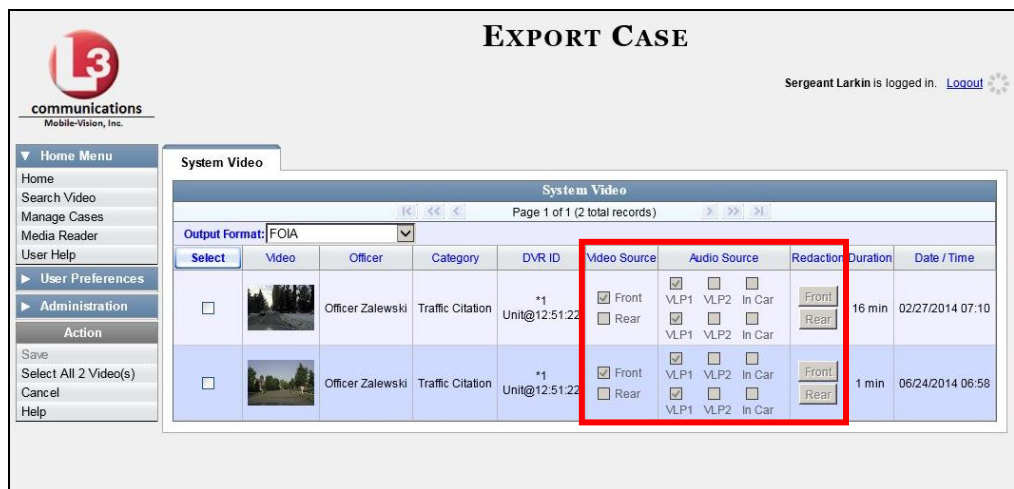 EXPORT CASE
L3
communications
Mobile-Vision, Inc.
Sergeant Larkin is logged in. Logout
▼ Home Menu
Home
Search Video
Manage Cases
Media Reader
User Help
▶ User Preferences
▶ Administration
Action
Save
Select All 2 Video(s)
Cancel
Help
System Video
System Video
|< << < Page 1 of 1 (2 total records) > >> >|
Output Format: FOIA
Select Video Officer Category DVR ID Video Source Audio Source Redaction Duration Date / Time
Officer Zalewski Traffic Citation *1 Unit@12:51:22 Front Rear VLP1 VLP2 In Car VLP1 VLP2 In Car Front Rear 16 min 02/27/2014 07:10
Officer Zalewski Traffic Citation *1 Unit@12:51:22 Front Rear VLP1 VLP2 In Car VLP1 VLP2 In Car Front Rear 1 min 06/24/2014 06:58